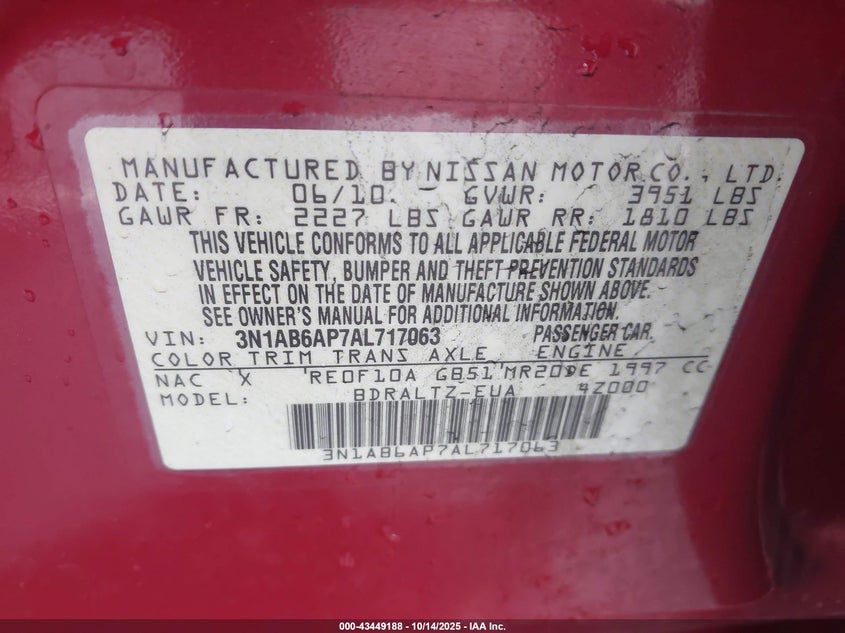 MANUFACTURED BY NISSAN MOTOR CO., LTD.
DATE: 06/10. GVWR: 3951 LBS
GAWR FR: 2227 LBS GAWR RR: 1810 LBS
THIS VEHICLE CONFORMS TO ALL APPLICABLE FEDERAL MOTOR
VEHICLE SAFETY, BUMPER AND THEFT PREVENTION STANDARDS
IN EFFECT ON THE DATE OF MANUFACTURE SHOWN ABOVE.
SEE OWNER'S MANUAL FOR ADDITIONAL INFORMATION.
VIN: 3N1AB6AP7AL717063 PASSENGER CAR
COLOR TRIM TRANS AXLE ENGINE
NAC X RE0F10A GB51 MR20DE 1997 CC
MODEL: BDRALTZ-EUA 4Z000
3N1AB6AP7AL717063
000-43449188 - 10/14/2025 - IAA Inc.